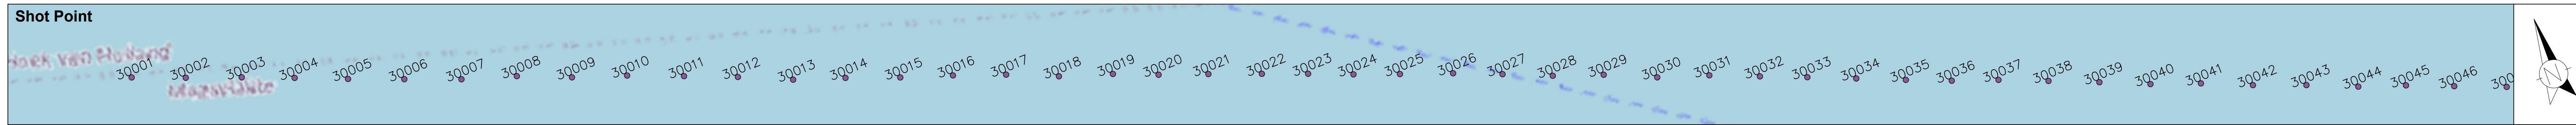 Shot Point
Hoek van Holland
Maasvlakte
30001 30002 30003 30004 30005 30006 30007 30008 30009 30010 30011 30012 30013 30014 30015 30016 30017 30018 30019 30020 30021 30022 30023 30024 30025 30026 30027 30028 30029 30030 30031 30032 30033 30034 30035 30036 30037 30038 30039 30040 30041 30042 30043 30044 30045 30046 300
N